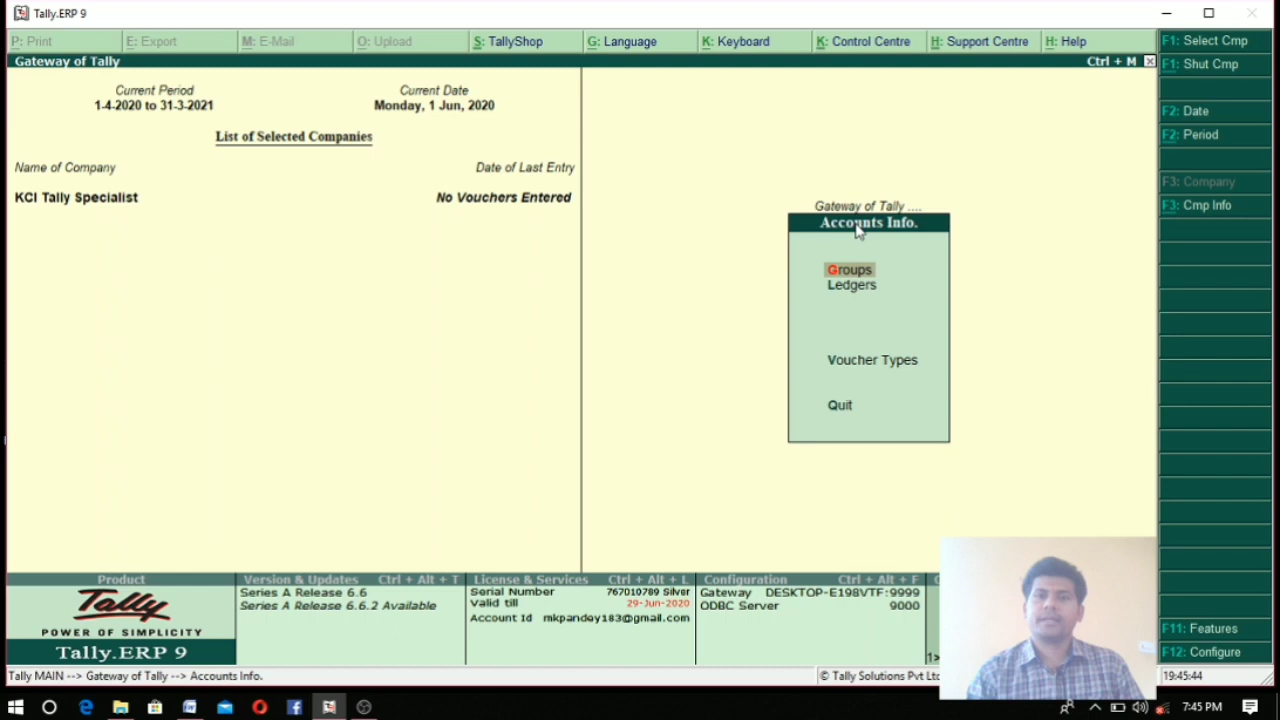 Tally.ERP 9
P: Print E: Export M: E-Mail O: Upload S: TallyShop G: Language K: Keyboard K: Control Centre H: Support Centre H: Help
F1: Select Cmp
Gateway of Tally Ctrl + M
F1: Shut Cmp
Current Period Current Date
1-4-2020 to 31-3-2021 Monday, 1 Jun, 2020
F2: Date
List of Selected Companies
F2: Period
Name of Company Date of Last Entry
F3: Company
KCI Tally Specialist No Vouchers Entered
F3: Cmp Info
Gateway of Tally ....
Accounts Info.
Groups
Ledgers
Voucher Types
Quit
Product Version & Updates Ctrl + Alt + T License & Services Ctrl + Alt + L Configuration Ctrl + Alt + F
Series A Release 6.6 Serial Number 767010789 Silver Gateway DESKTOP-E198VTF:9999
Series A Release 6.6.2 Available Valid till 29-Jun-2020 ODBC Server 9000
Account Id mkpandey183@gmail.com
Tally
POWER OF SIMPLICITY
Tally.ERP 9
F11: Features
F12: Configure
1>
Tally MAIN --> Gateway of Tally --> Accounts Info. © Tally Solutions Pvt 19:45:44
7:45 PM